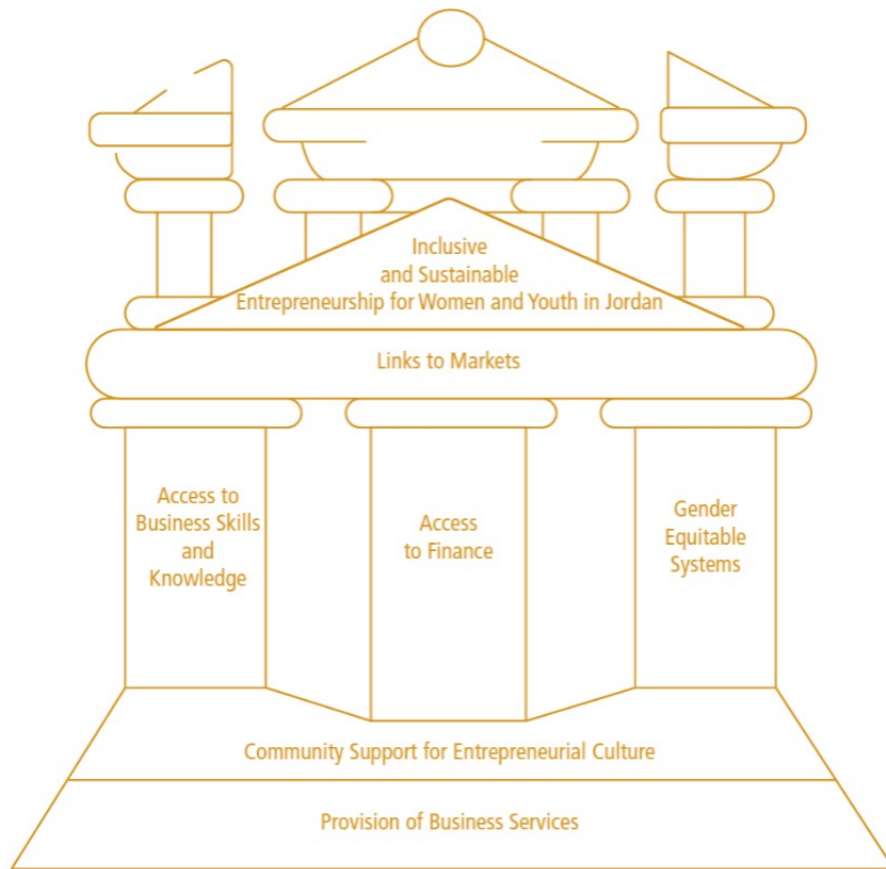 Inclusive
and Sustainable
Entrepreneurship for Women and Youth in Jordan
Links to Markets
Access to
Business Skills
and
Knowledge
Access
to Finance
Gender
Equitable
Systems
Community Support for Entrepreneurial Culture
Provision of Business Services